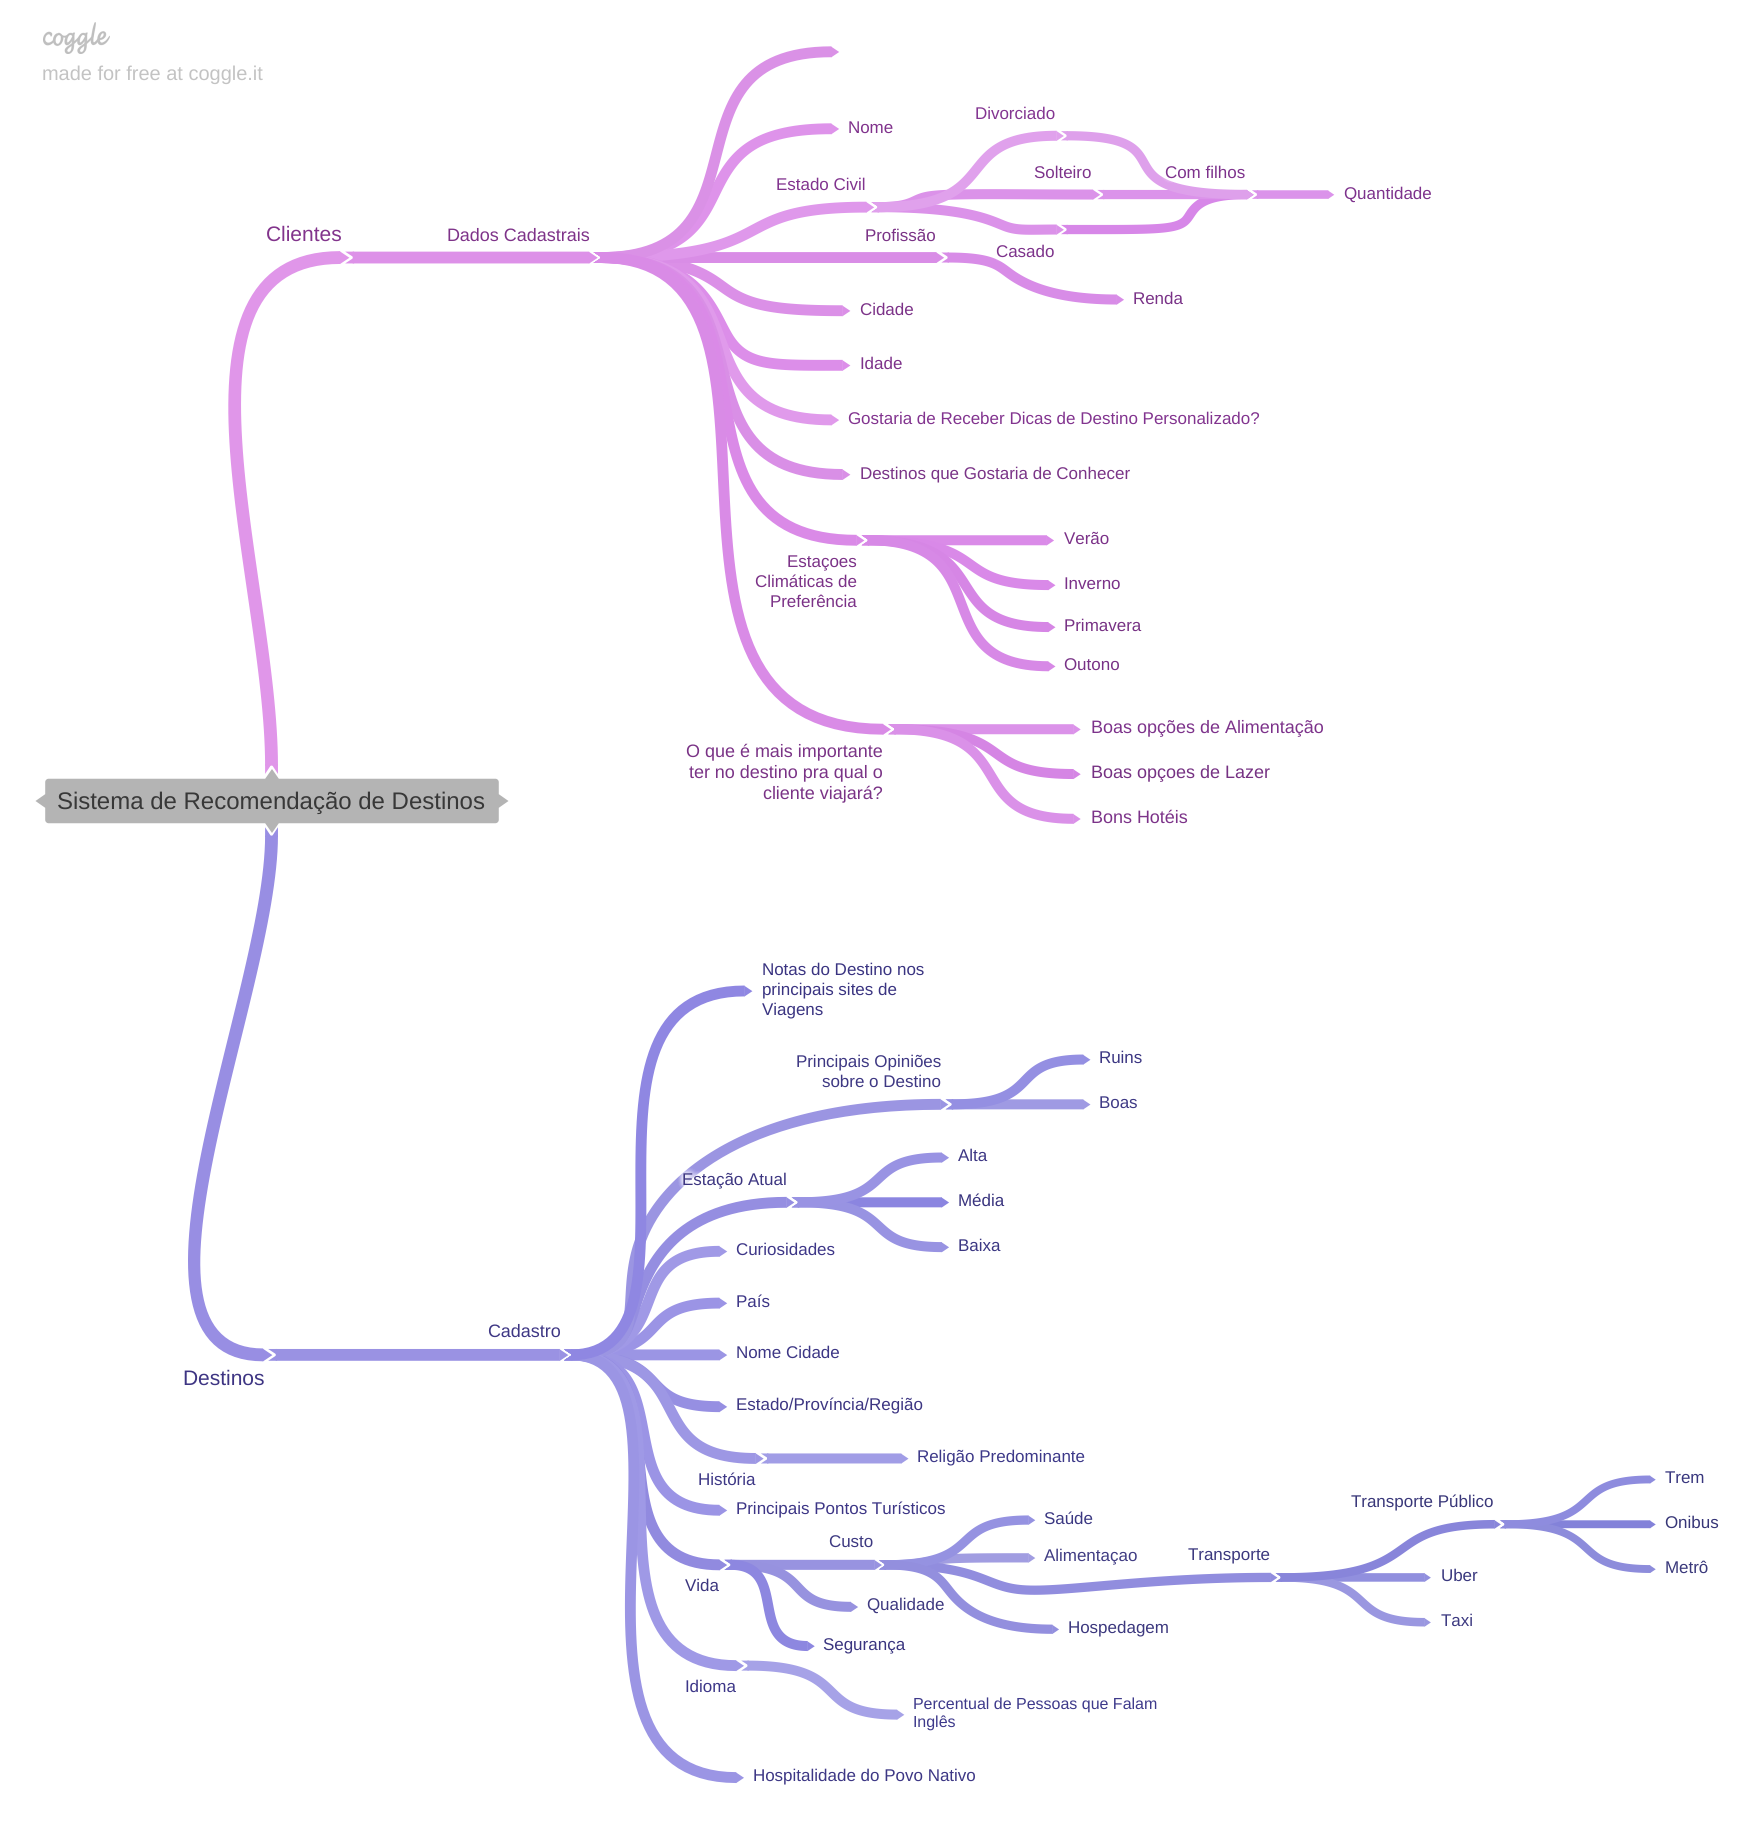 coggle
made for free at coggle.it
Nome
Divorciado
Solteiro
Com filhos
Quantidade
Estado Civil
Clientes
Dados Cadastrais
Profissão
Casado
Renda
Cidade
Idade
Gostaria de Receber Dicas de Destino Personalizado?
Destinos que Gostaria de Conhecer
Estaçoes
Climáticas de
Preferência
Verão
Inverno
Primavera
Outono
O que é mais importante
ter no destino pra qual o
cliente viajará?
Boas opções de Alimentação
Boas opçoes de Lazer
Bons Hotéis
Sistema de Recomendação de Destinos
Notas do Destino nos
principais sites de
Viagens
Principais Opiniões
sobre o Destino
Ruins
Boas
Estação Atual
Alta
Média
Baixa
Curiosidades
País
Cadastro
Nome Cidade
Destinos
Estado/Província/Região
História
Religão Predominante
Principais Pontos Turísticos
Vida
Custo
Saúde
Alimentaçao
Transporte
Transporte Público
Trem
Onibus
Metrô
Uber
Taxi
Hospedagem
Qualidade
Segurança
Idioma
Percentual de Pessoas que Falam
Inglês
Hospitalidade do Povo Nativo